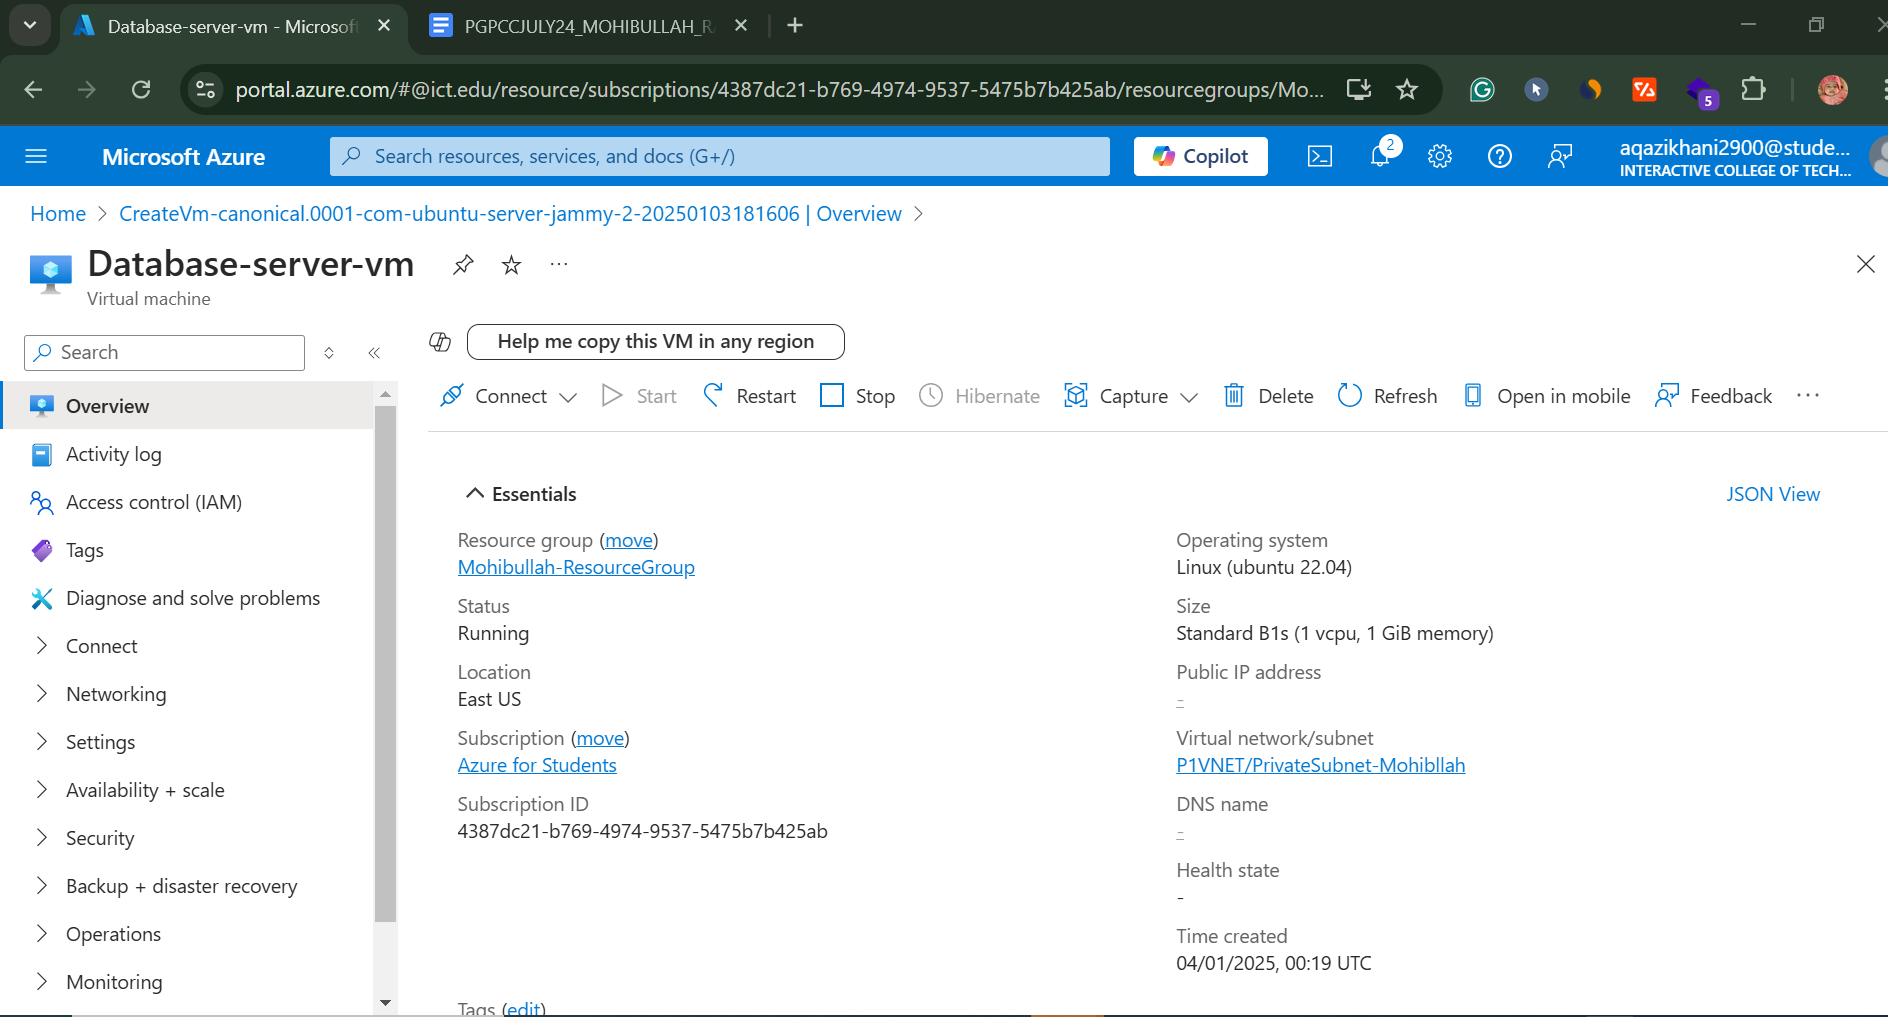 Database-server-vm - Microsof
PGPCCJULY24_MOHIBULLAH_R
portal.azure.com/#@ict.edu/resource/subscriptions/4387dc21-b769-4974-9537-5475b7b425ab/resourcegroups/Mo...
5
Microsoft Azure
Search resources, services, and docs (G+/)
Copilot
2
aqazikhani2900@stude...
INTERACTIVE COLLEGE OF TECH...
Home > CreateVm-canonical.0001-com-ubuntu-server-jammy-2-20250103181606 | Overview >
Database-server-vm
Virtual machine
Search
Help me copy this VM in any region
Connect Start Restart Stop Hibernate Capture Delete Refresh Open in mobile Feedback
Overview
Activity log
Access control (IAM)
Tags
Diagnose and solve problems
Connect
Networking
Settings
Availability + scale
Security
Backup + disaster recovery
Operations
Monitoring
Essentials
JSON View
Resource group (move)
Mohibullah-ResourceGroup
Status
Running
Location
East US
Subscription (move)
Azure for Students
Subscription ID
4387dc21-b769-4974-9537-5475b7b425ab
Operating system
Linux (ubuntu 22.04)
Size
Standard B1s (1 vcpu, 1 GiB memory)
Public IP address
-
Virtual network/subnet
P1VNET/PrivateSubnet-Mohibllah
DNS name
-
Health state
-
Time created
04/01/2025, 00:19 UTC
Tags (edit)